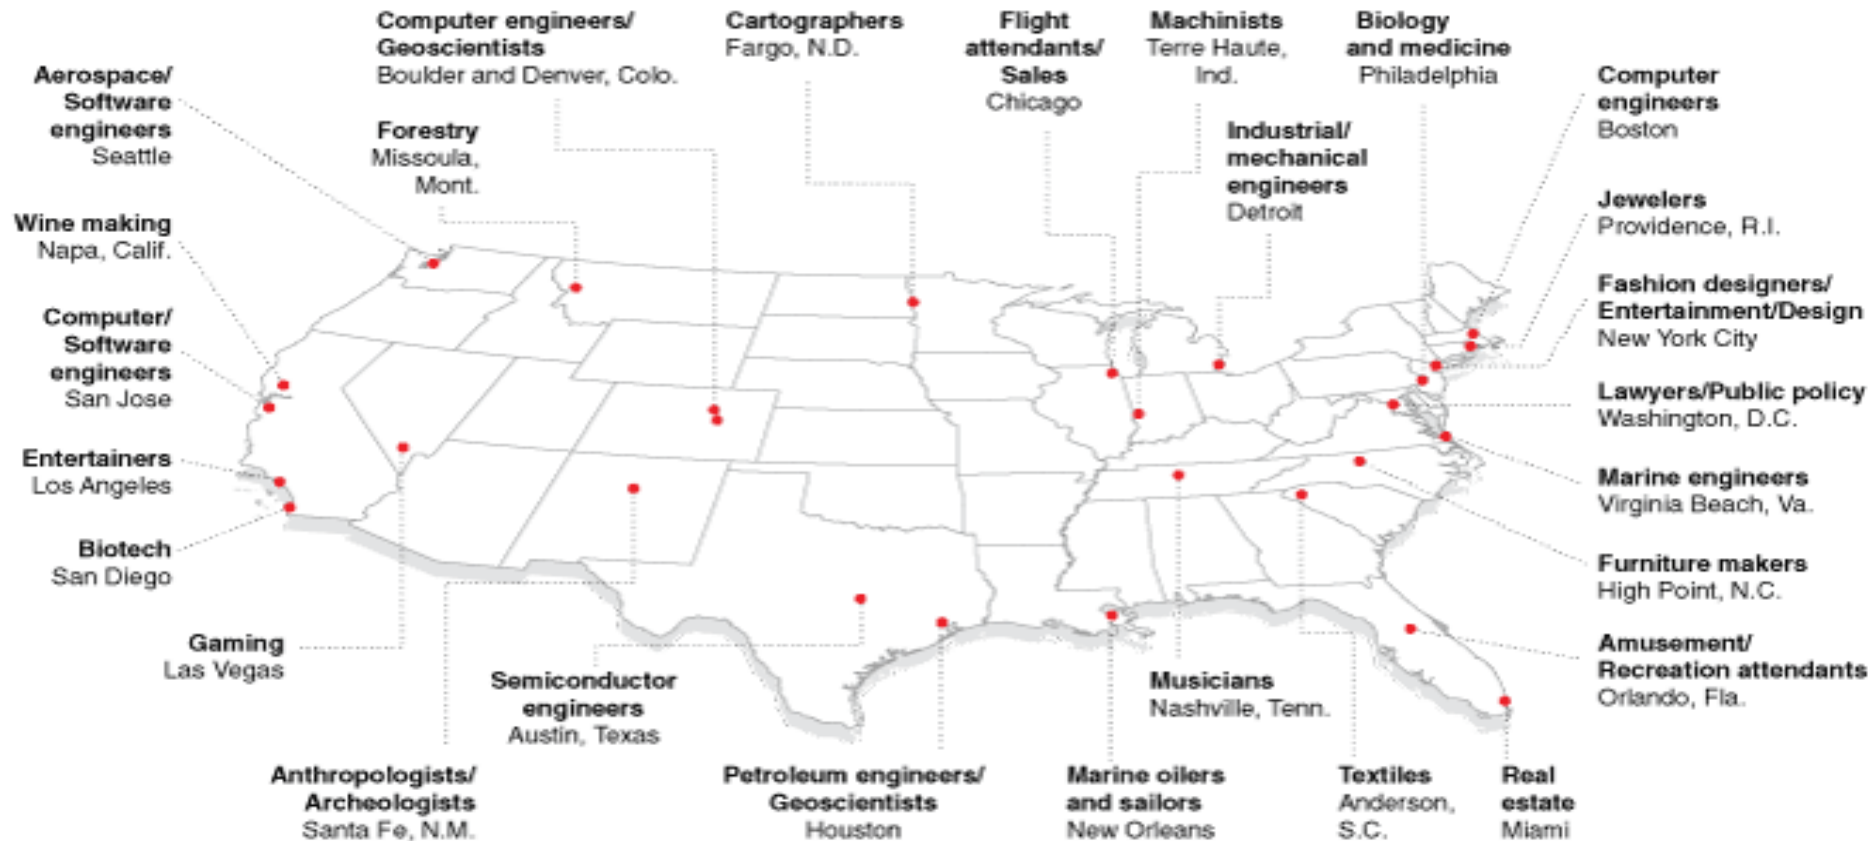 Computer engineers/
Geoscientists
Boulder and Denver, Colo.
Cartographers
Fargo, N.D.
Flight
attendants/
Sales
Chicago
Machinists
Terre Haute,
Ind.
Biology
and medicine
Philadelphia
Aerospace/
Software
engineers
Seattle
Forestry
Missoula,
Mont.
Industrial/
mechanical
engineers
Detroit
Computer
engineers
Boston
Wine making
Napa, Calif.
Jewelers
Providence, R.I.
Computer/
Software
engineers
San Jose
Fashion designers/
Entertainment/Design
New York City
Lawyers/Public policy
Washington, D.C.
Entertainers
Los Angeles
Marine engineers
Virginia Beach, Va.
Biotech
San Diego
Furniture makers
High Point, N.C.
Gaming
Las Vegas
Amusement/
Recreation attendants
Orlando, Fla.
Semiconductor
engineers
Austin, Texas
Musicians
Nashville, Tenn.
Anthropologists/
Archeologists
Santa Fe, N.M.
Petroleum engineers/
Geoscientists
Houston
Marine oilers
and sailors
New Orleans
Textiles
Anderson,
S.C.
Real
estate
Miami